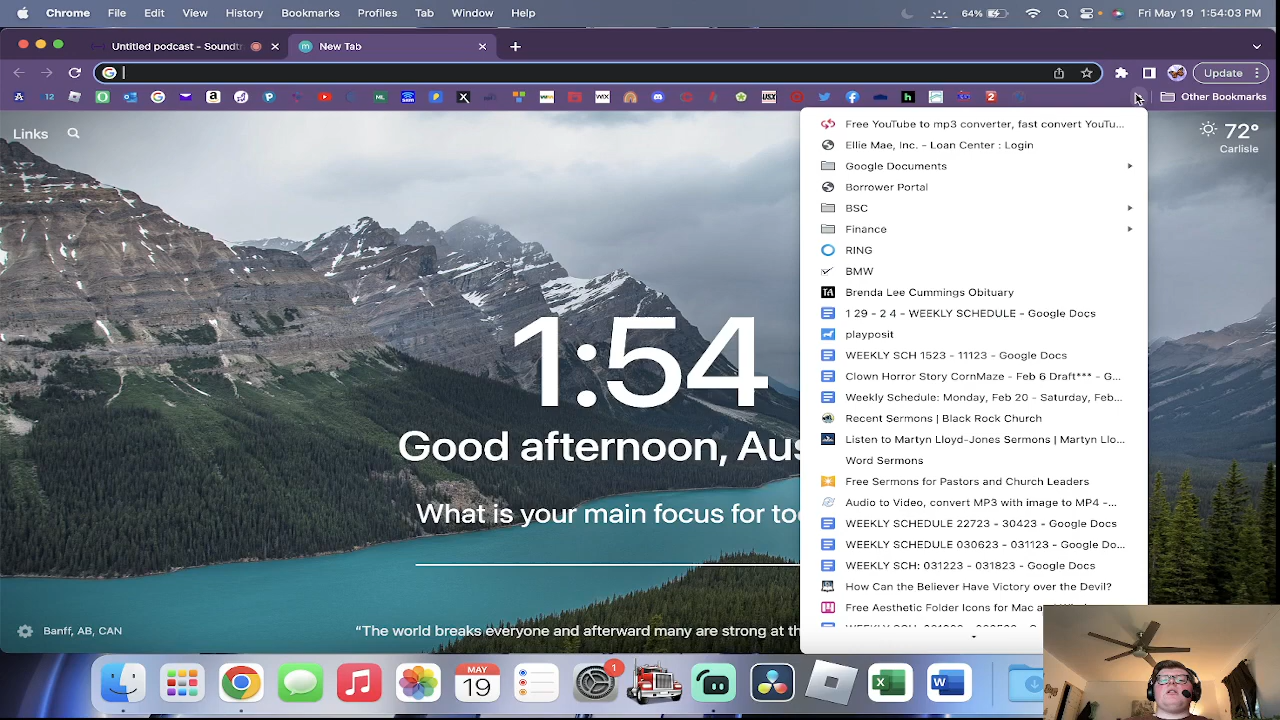 Chrome File Edit View History Bookmarks Profiles Tab Window Help 64% Fri May 19 1:54:03 PM
Untitled podcast - Soundtr New Tab
Update
12 ML WIX USX h 2 Other Bookmarks
Links
72°
Carlisle
Free YouTube to mp3 converter, fast convert YouTu...
Ellie Mae, Inc. - Loan Center : Login
Google Documents
Borrower Portal
BSC
Finance
RING
BMW
Brenda Lee Cummings Obituary
1 29 - 2 4 - WEEKLY SCHEDULE - Google Docs
playposit
WEEKLY SCH 1523 - 11123 - Google Docs
Clown Horror Story CornMaze - Feb 6 Draft*** - G...
Weekly Schedule: Monday, Feb 20 - Saturday, Feb...
Recent Sermons | Black Rock Church
Listen to Martyn Lloyd-Jones Sermons | Martyn Llo...
Word Sermons
Free Sermons for Pastors and Church Leaders
Audio to Video, convert MP3 with image to MP4 -...
WEEKLY SCHEDULE 22723 - 30423 - Google Docs
WEEKLY SCHEDULE 030623 - 031123 - Google Do...
WEEKLY SCH: 031223 - 031823 - Google Docs
How Can the Believer Have Victory over the Devil?
Free Aesthetic Folder Icons for Mac
1:54
Good afternoon, Aus
What is your main focus for to
Banff, AB, CAN
“The world breaks everyone and afterward many are strong at th
MAY
19
1